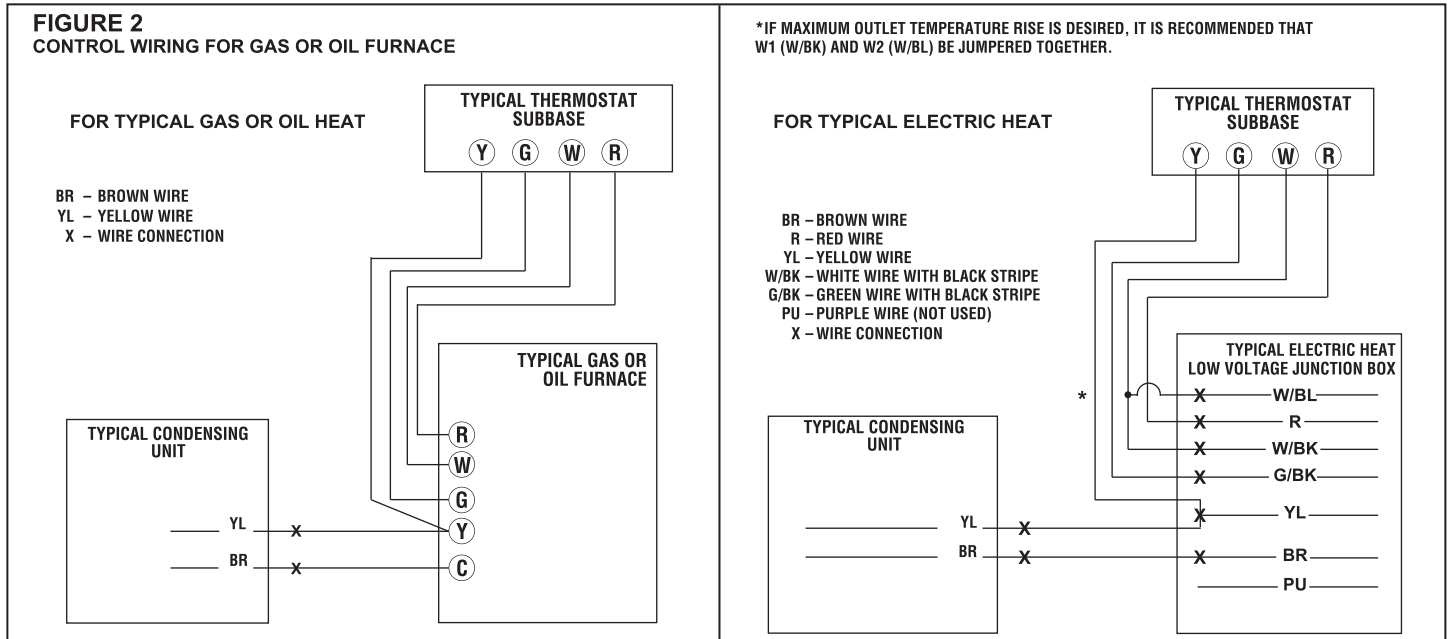 FIGURE 2
CONTROL WIRING FOR GAS OR OIL FURNACE
FOR TYPICAL GAS OR OIL HEAT
TYPICAL THERMOSTAT
SUBBASE
Y G W R
BR – BROWN WIRE
YL – YELLOW WIRE
X – WIRE CONNECTION
TYPICAL GAS OR
OIL FURNACE
R
W
G
Y
C
TYPICAL CONDENSING
UNIT
YL X
BR X
*IF MAXIMUM OUTLET TEMPERATURE RISE IS DESIRED, IT IS RECOMMENDED THAT
W1 (W/BK) AND W2 (W/BL) BE JUMPERED TOGETHER.
FOR TYPICAL ELECTRIC HEAT
TYPICAL THERMOSTAT
SUBBASE
Y G W R
BR – BROWN WIRE
R – RED WIRE
YL – YELLOW WIRE
W/BK – WHITE WIRE WITH BLACK STRIPE
G/BK – GREEN WIRE WITH BLACK STRIPE
PU – PURPLE WIRE (NOT USED)
X – WIRE CONNECTION
TYPICAL ELECTRIC HEAT
LOW VOLTAGE JUNCTION BOX
* X W/BL
X R
X W/BK
X G/BK
X YL
X BR
PU
TYPICAL CONDENSING
UNIT
YL X
BR X